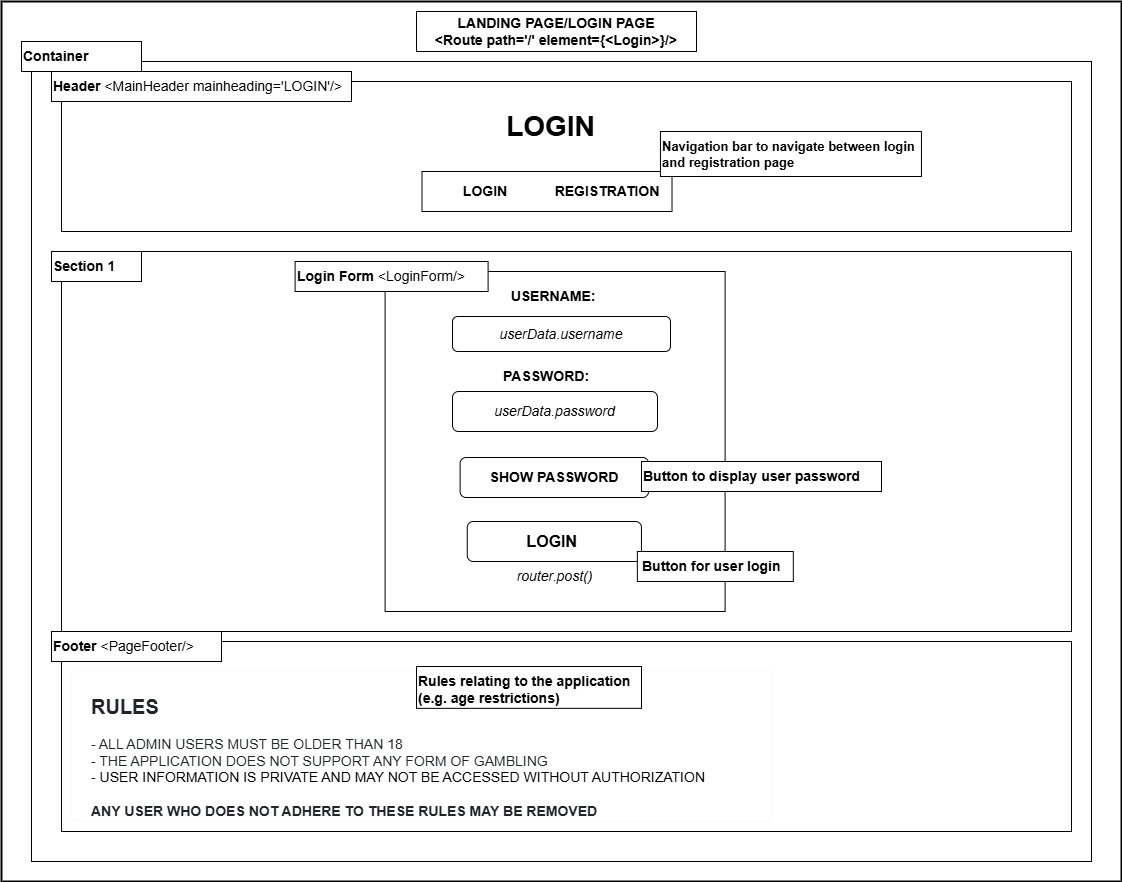 LANDING PAGE/LOGIN PAGE
<Route path='/' element={<Login>}/>
Container
Header <MainHeader mainheading='LOGIN'/>
LOGIN
Navigation bar to navigate between login
and registration page
LOGIN REGISTRATION
Section 1
Login Form <LoginForm/>
USERNAME:
userData.username
PASSWORD:
userData.password
SHOW PASSWORD
Button to display user password
LOGIN
Button for user login
router.post()
Footer <PageFooter/>
Rules relating to the application
(e.g. age restrictions)
RULES
- ALL ADMIN USERS MUST BE OLDER THAN 18
- THE APPLICATION DOES NOT SUPPORT ANY FORM OF GAMBLING
- USER INFORMATION IS PRIVATE AND MAY NOT BE ACCESSED WITHOUT AUTHORIZATION
ANY USER WHO DOES NOT ADHERE TO THESE RULES MAY BE REMOVED